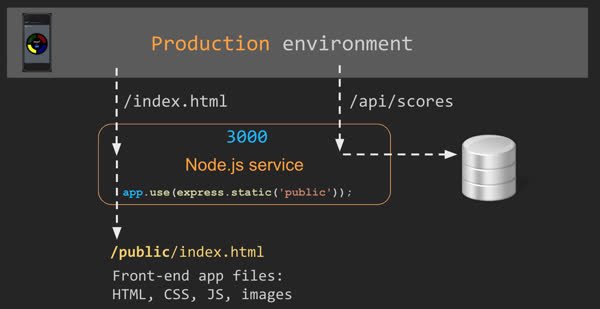 Production environment
/index.html
/api/scores
3000
Node.js service
app.use(express.static('public'));
/public/index.html
Front-end app files:
HTML, CSS, JS, images